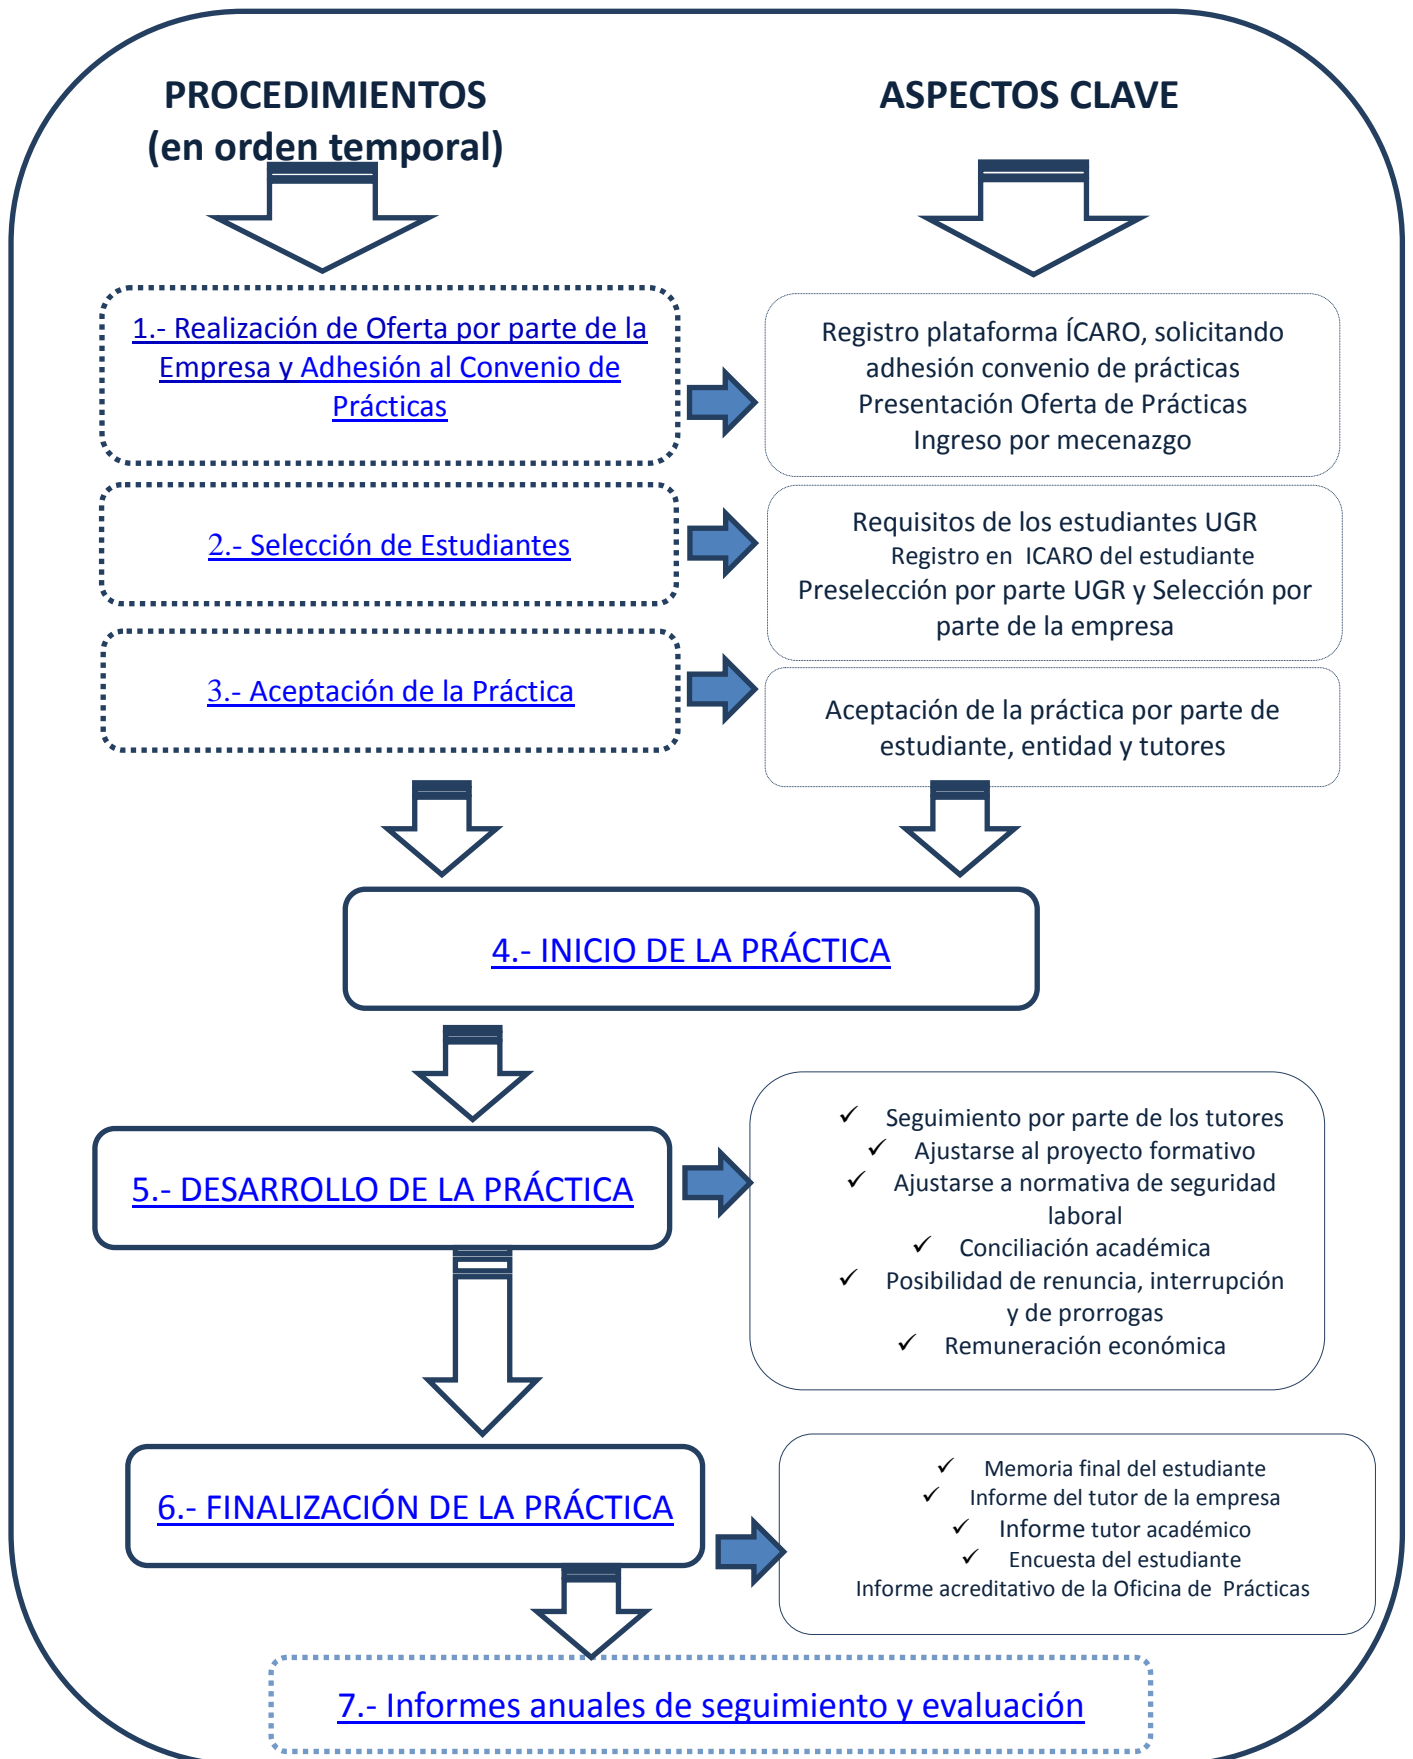 PROCEDIMIENTOS
(en orden temporal)
ASPECTOS CLAVE
1.- Realización de Oferta por parte de la
Empresa y Adhesión al Convenio de
Prácticas
Registro plataforma ÍCARO, solicitando
adhesión convenio de prácticas
Presentación Oferta de Prácticas
Ingreso por mecenazgo
2.- Selección de Estudiantes
Requisitos de los estudiantes UGR
Registro en ICARO del estudiante
Preselección por parte UGR y Selección por
parte de la empresa
3.- Aceptación de la Práctica
Aceptación de la práctica por parte de
estudiante, entidad y tutores
4.- INICIO DE LA PRÁCTICA
5.- DESARROLLO DE LA PRÁCTICA
✓ Seguimiento por parte de los tutores
✓ Ajustarse al proyecto formativo
✓ Ajustarse a normativa de seguridad
laboral
✓ Conciliación académica
✓ Posibilidad de renuncia, interrupción
y de prorrogas
✓ Remuneración económica
6.- FINALIZACIÓN DE LA PRÁCTICA
✓ Memoria final del estudiante
✓ Informe del tutor de la empresa
✓ Informe tutor académico
✓ Encuesta del estudiante
Informe acreditativo de la Oficina de Prácticas
7.- Informes anuales de seguimiento y evaluación